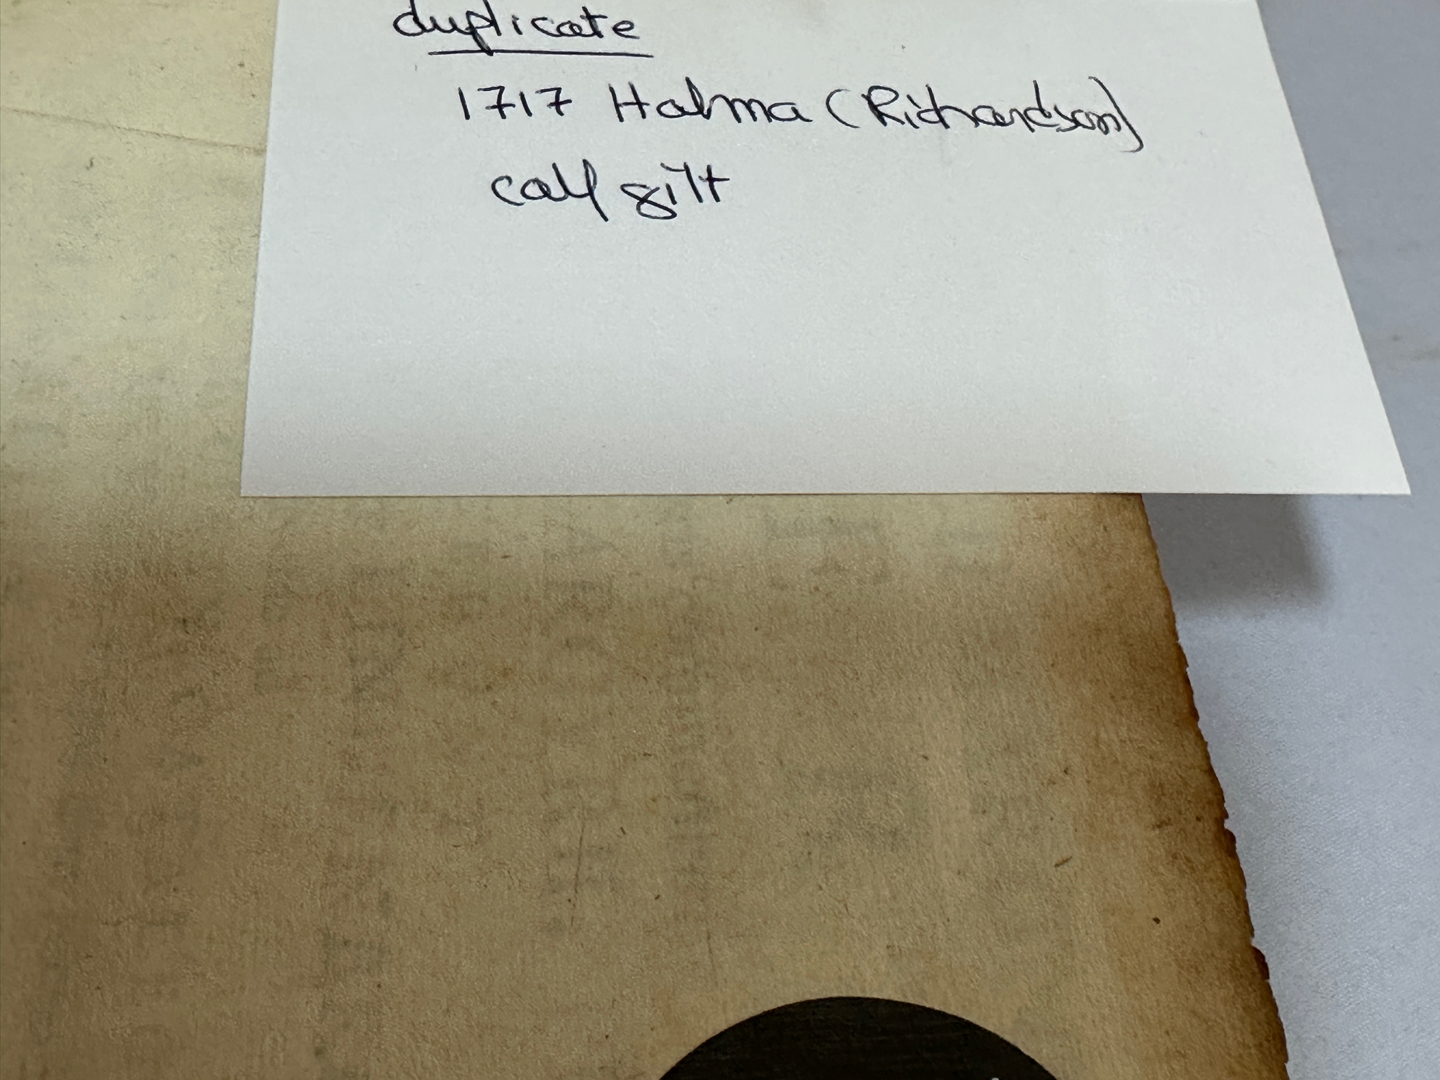 duplicate
1717 Halma (Richardson)
calf gilt